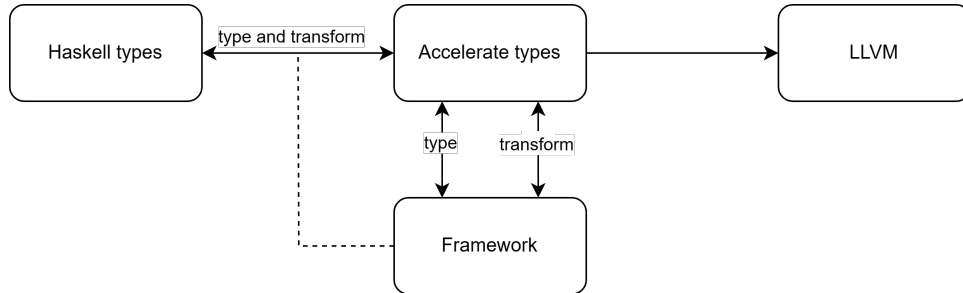 type and transform
Haskell types
Accelerate types
LLVM
type
transform
Framework